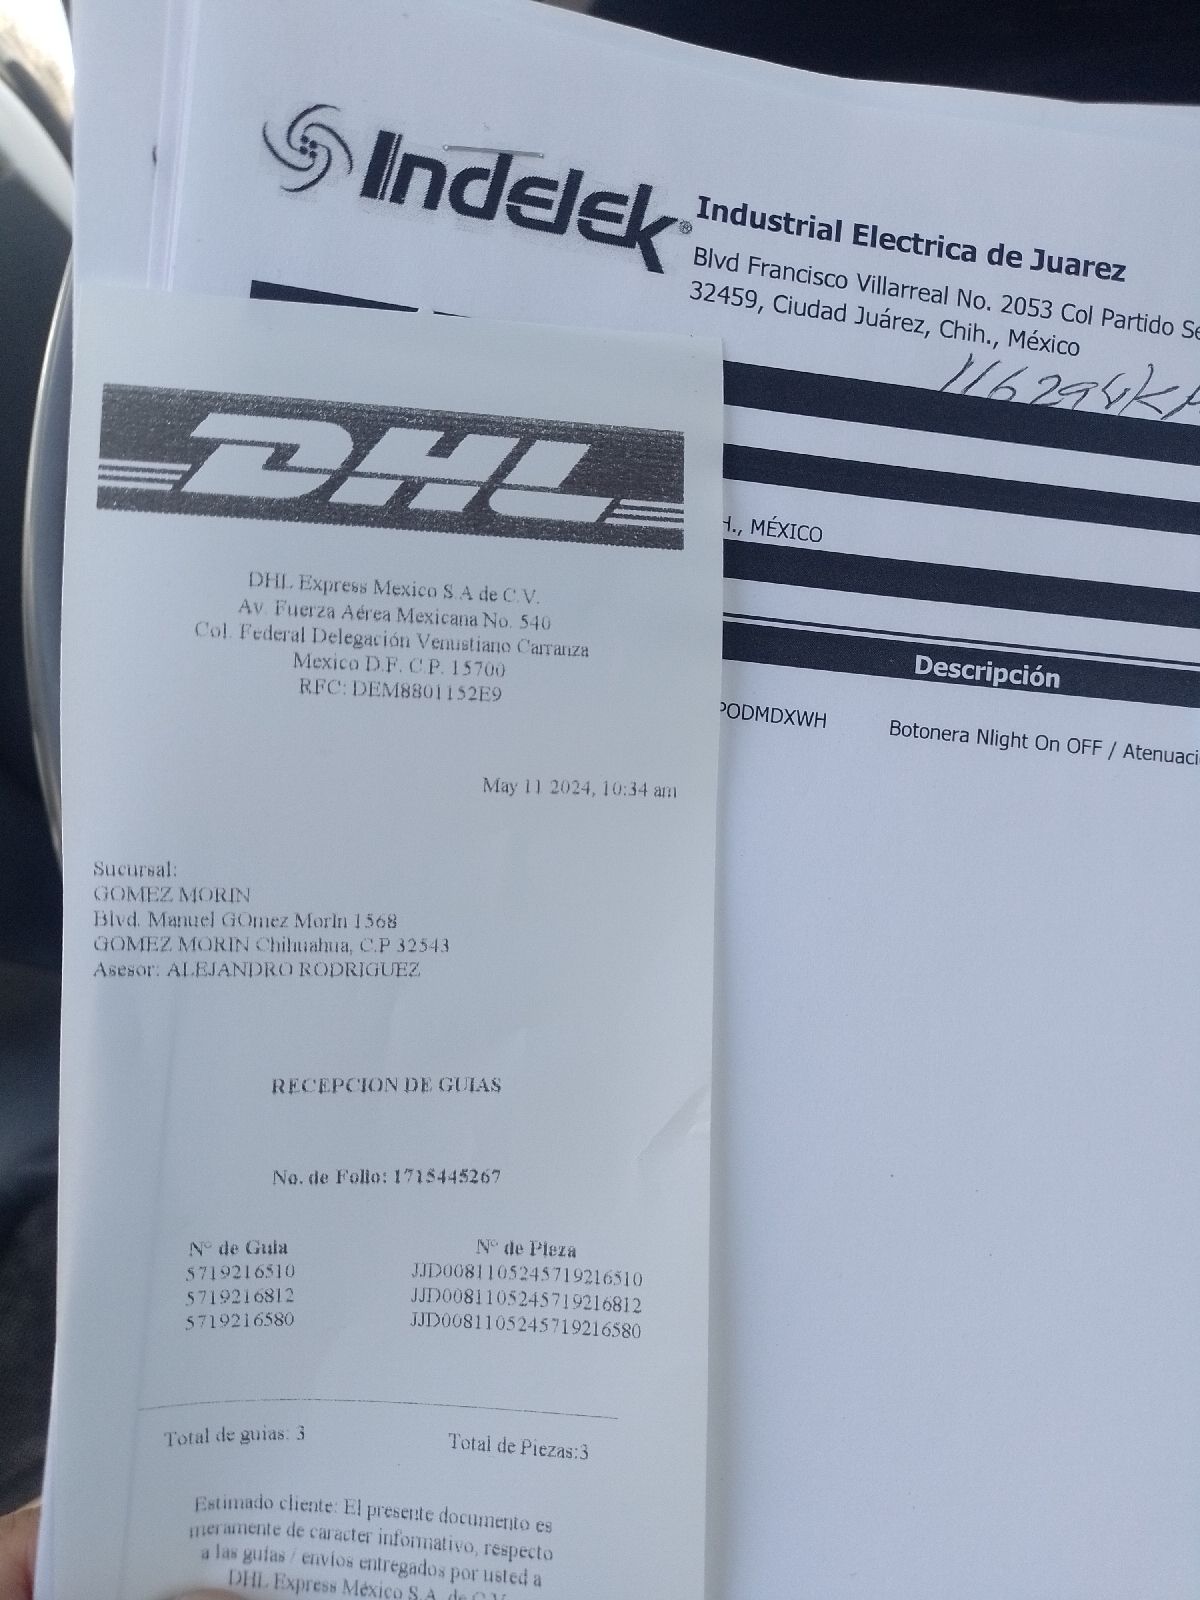 Indelek®
Industrial Electrica de Juarez
Blvd Francisco Villarreal No. 2053 Col Partido Se
32459, Ciudad Juárez, Chih., México
H., MÉXICO
Descripción
PODMDXWH Botonera Nlight On OFF / Atenuaci
DHL
DHL Express Mexico S.A de C.V.
Av. Fuerza Aérea Mexicana No. 540
Col. Federal Delegación Venustiano Carranza
Mexico D.F. C.P. 15700
RFC: DEM8801152E9
May 11 2024, 10:34 am
Sucursal:
GOMEZ MORIN
Blvd. Manuel GOmez MorIn 1568
GOMEZ MORIN Chihuahua, C.P 32543
Asesor: ALEJANDRO RODRIGUEZ
RECEPCION DE GUIAS
No. de Folio: 1715445267
N° de Guia N° de Pieza
5719216510 JJD0081105245719216510
5719216812 JJD0081105245719216812
5719216580 JJD0081105245719216580
Total de guias: 3 Total de Piezas:3
Estimado cliente: El presente documento es
meramente de caracter informativo, respecto
a las guías / envíos entregados por usted a
DHL Express México S.A. de C.V.